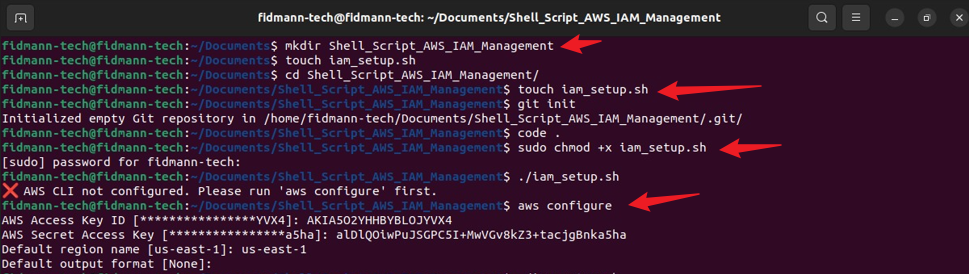 fidmann-tech@fidmann-tech: ~/Documents/Shell_Script_AWS_IAM_Management
fidmann-tech@fidmann-tech:~/Documents$ mkdir Shell_Script_AWS_IAM_Management
fidmann-tech@fidmann-tech:~/Documents$ touch iam_setup.sh
fidmann-tech@fidmann-tech:~/Documents$ cd Shell_Script_AWS_IAM_Management/
fidmann-tech@fidmann-tech:~/Documents/Shell_Script_AWS_IAM_Management$ touch iam_setup.sh
fidmann-tech@fidmann-tech:~/Documents/Shell_Script_AWS_IAM_Management$ git init
Initialized empty Git repository in /home/fidmann-tech/Documents/Shell_Script_AWS_IAM_Management/.git/
fidmann-tech@fidmann-tech:~/Documents/Shell_Script_AWS_IAM_Management$ code .
fidmann-tech@fidmann-tech:~/Documents/Shell_Script_AWS_IAM_Management$ sudo chmod +x iam_setup.sh
[sudo] password for fidmann-tech:
fidmann-tech@fidmann-tech:~/Documents/Shell_Script_AWS_IAM_Management$ ./iam_setup.sh
❌ AWS CLI not configured. Please run 'aws configure' first.
fidmann-tech@fidmann-tech:~/Documents/Shell_Script_AWS_IAM_Management$ aws configure
AWS Access Key ID [****************YVX4]: AKIA5O2YHHBYBLOJYVX4
AWS Secret Access Key [****************a5ha]: 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
Default region name [us-east-1]: us-east-1
Default output format [None]: